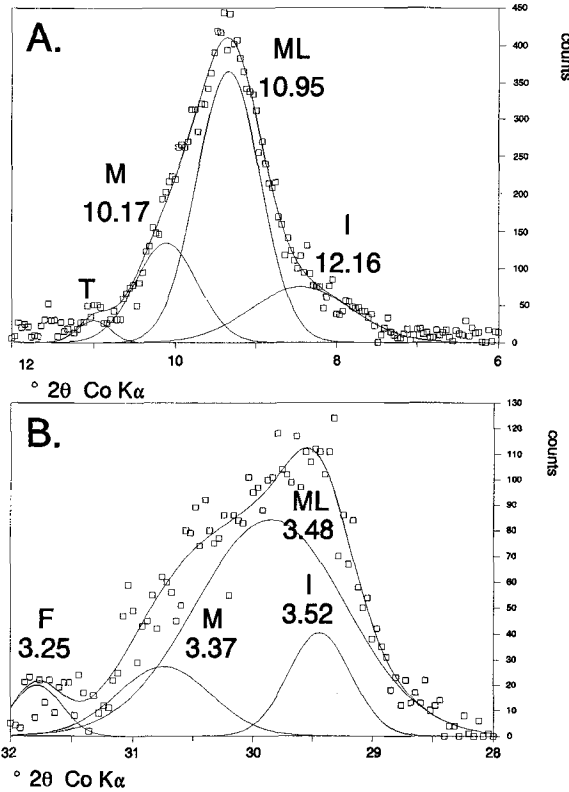 A.
450
400
350
300
250
200
150
100
50
0
counts
ML
10.95
M
10.17
I
12.16
T
12
10
8
6
° 2θ Co Kα
B.
130
120
110
100
90
80
70
60
50
40
30
20
10
0
counts
ML
3.48
I
3.52
M
3.37
F
3.25
32
31
30
29
28
° 2θ Co Kα